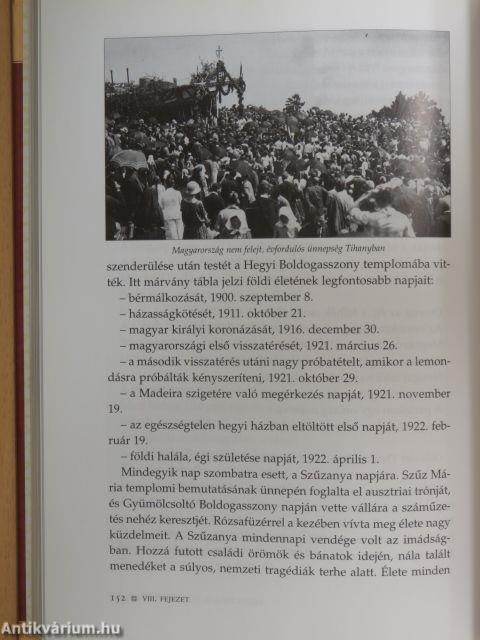 Magyarország nem felejt, évfordulós ünnepség Tihanyban
szenderülése után testét a Hegyi Boldogasszony templomába vit-
ték. Itt márvány tábla jelzi földi életének legfontosabb napjait:
– bérmálkozását, 1900. szeptember 8.
– házasságkötését, 1911. október 21.
– magyar királyi koronázását, 1916. december 30.
– magyarországi első visszatérését, 1921. március 26.
– a második visszatérés utáni nagy próbatételt, amikor a lemon-
dásra próbálták kényszeríteni, 1921. október 29.
– a Madeira szigetére való megérkezés napját, 1921. november
19.
– az egészségtelen hegyi házban eltöltött első napját, 1922. feb-
ruár 19.
– földi halála, égi születése napját, 1922. április 1.
Mindegyik nap szombatra esett, a Szűzanya napjára. Szűz Má-
ria templomi bemutatásának ünnepén foglalta el ausztriai trónját,
és Gyümölcsoltó Boldogasszony napján vette vállára a száműze-
tés nehéz keresztjét. Rózsafüzérrel a kezében vívta meg élete nagy
küzdelmeit. A Szűzanya mindennapi vendége volt az imádság-
ban. Hozzá futott családi örömök és bánatok idején, nála talált
menedéket a súlyos, nemzeti tragédiák terhe alatt. Élete minden
152 ■ VIII. FEJEZET
Antikvárium.hu